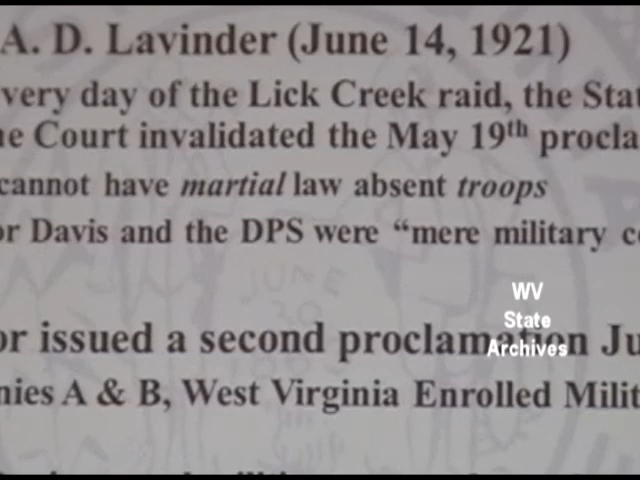 A. D. Lavinder (June 14, 1921)
very day of the Lick Creek raid, the Stat
e Court invalidated the May 19th procla
cannot have martial law absent troops
or Davis and the DPS were “mere military c
or issued a second proclamation Ju
nies A & B, West Virginia Enrolled Milit
WV
State
Archives
JUNE
20